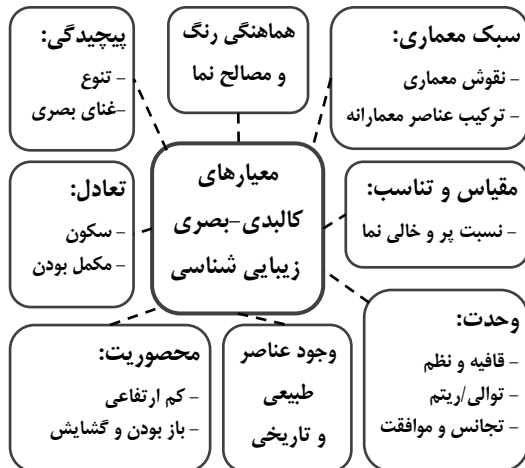 سبک معماری:
- نقوش معماری
- ترکیب عناصر معمارانه
هماهنگی رنگ
و مصالح نما
پیچیدگی:
- تنوع
-غنای بصری
مقیاس و تناسب:
- نسبت پر و خالی نما
معیارهای
کالبدی-بصری
زیبایی شناسی
تعادل:
- سکون
- مکمل بودن
وحدت:
- قافیه و نظم
- توالی/ریتم
- تجانس و موافقت
وجود عناصر
طبیعی
و تاریخی
محصوریت:
- کم ارتفاعی
- باز بودن و گشایش